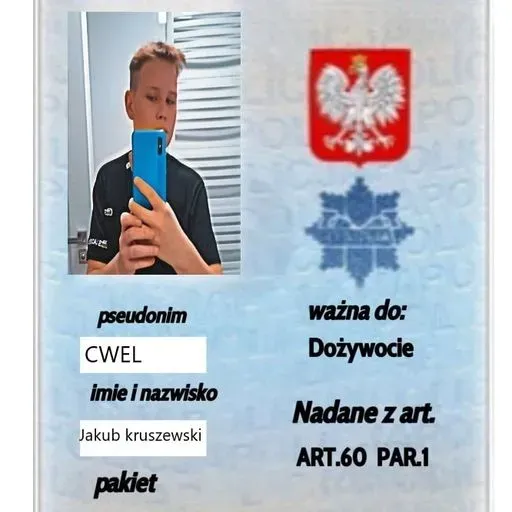 pseudonim
CWEL
imie i nazwisko
Jakub kruszewski
pakiet
ważna do:
Dożywocie
Nadane z art.
ART.60 PAR.1